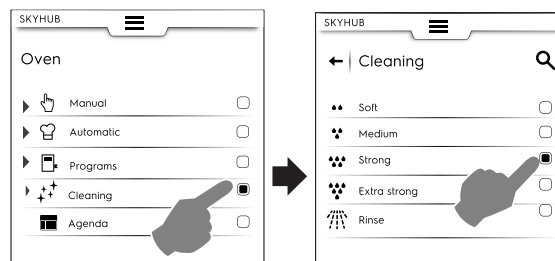 SKYHUB
Oven
Manual
Automatic
Programs
Cleaning
Agenda
SKYHUB
Cleaning
Soft
Medium
Strong
Extra strong
Rinse